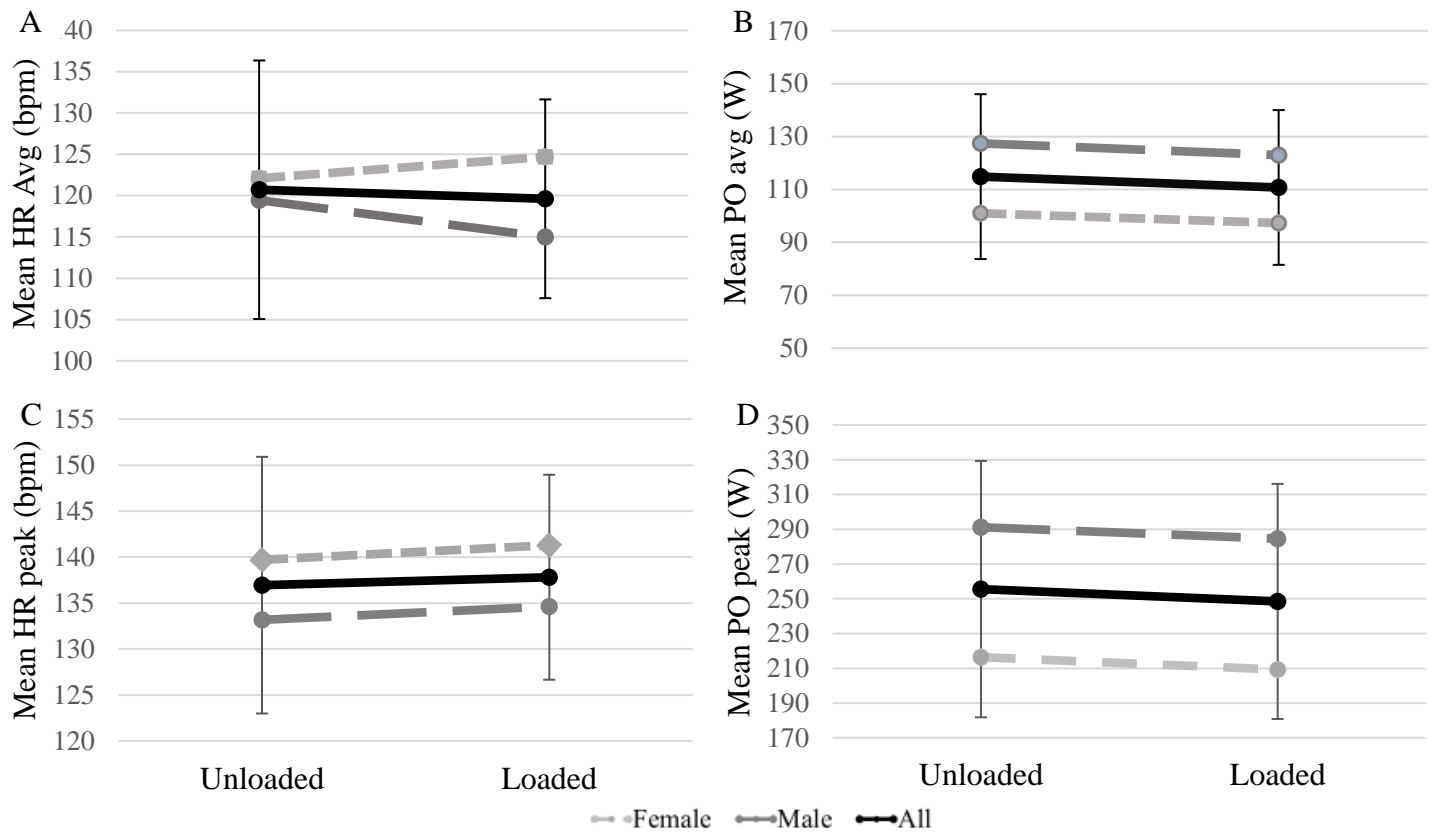 A
.40
135
130
125
120
115
110
105
100
Mean HR Avg (bpm)
B
170
150
130
110
90
70
50
Mean PO avg (W)
C
155
150
145
140
135
130
125
120
Mean HR peak (bpm)
Unloaded
Loaded
D
350
330
310
290
270
250
230
210
190
170
Mean PO peak (W)
Unloaded
Loaded
Female
Male
All